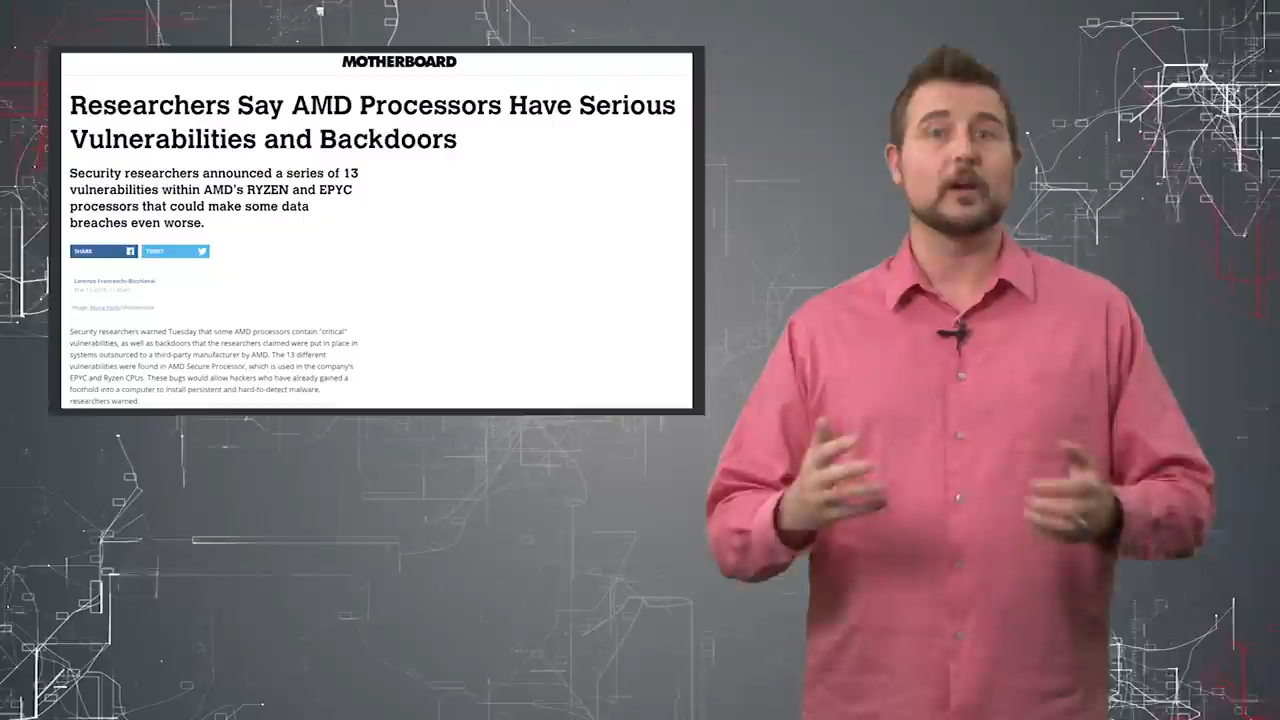 MOTHERBOARD
Researchers Say AMD Processors Have Serious
Vulnerabilities and Backdoors
Security researchers announced a series of 13
vulnerabilities within AMD's RYZEN and EPYC
processors that could make some data
breaches even worse.
SHARE
TWEET
Lorenzo Franceschi-Bicchierai
Security researchers warned Tuesday that some AMD processors contain "critical"
vulnerabilities, as well as backdoors that the researchers claimed were put in place in
systems outsourced to a third-party manufacturer by AMD. The 13 different
vulnerabilities were found in AMD Secure Processor, which is used in the company's
EPYC and Ryzen CPUs. These bugs would allow hackers who have already gained a
foothold into a computer to install persistent and hard-to-detect malware,
researchers warned.